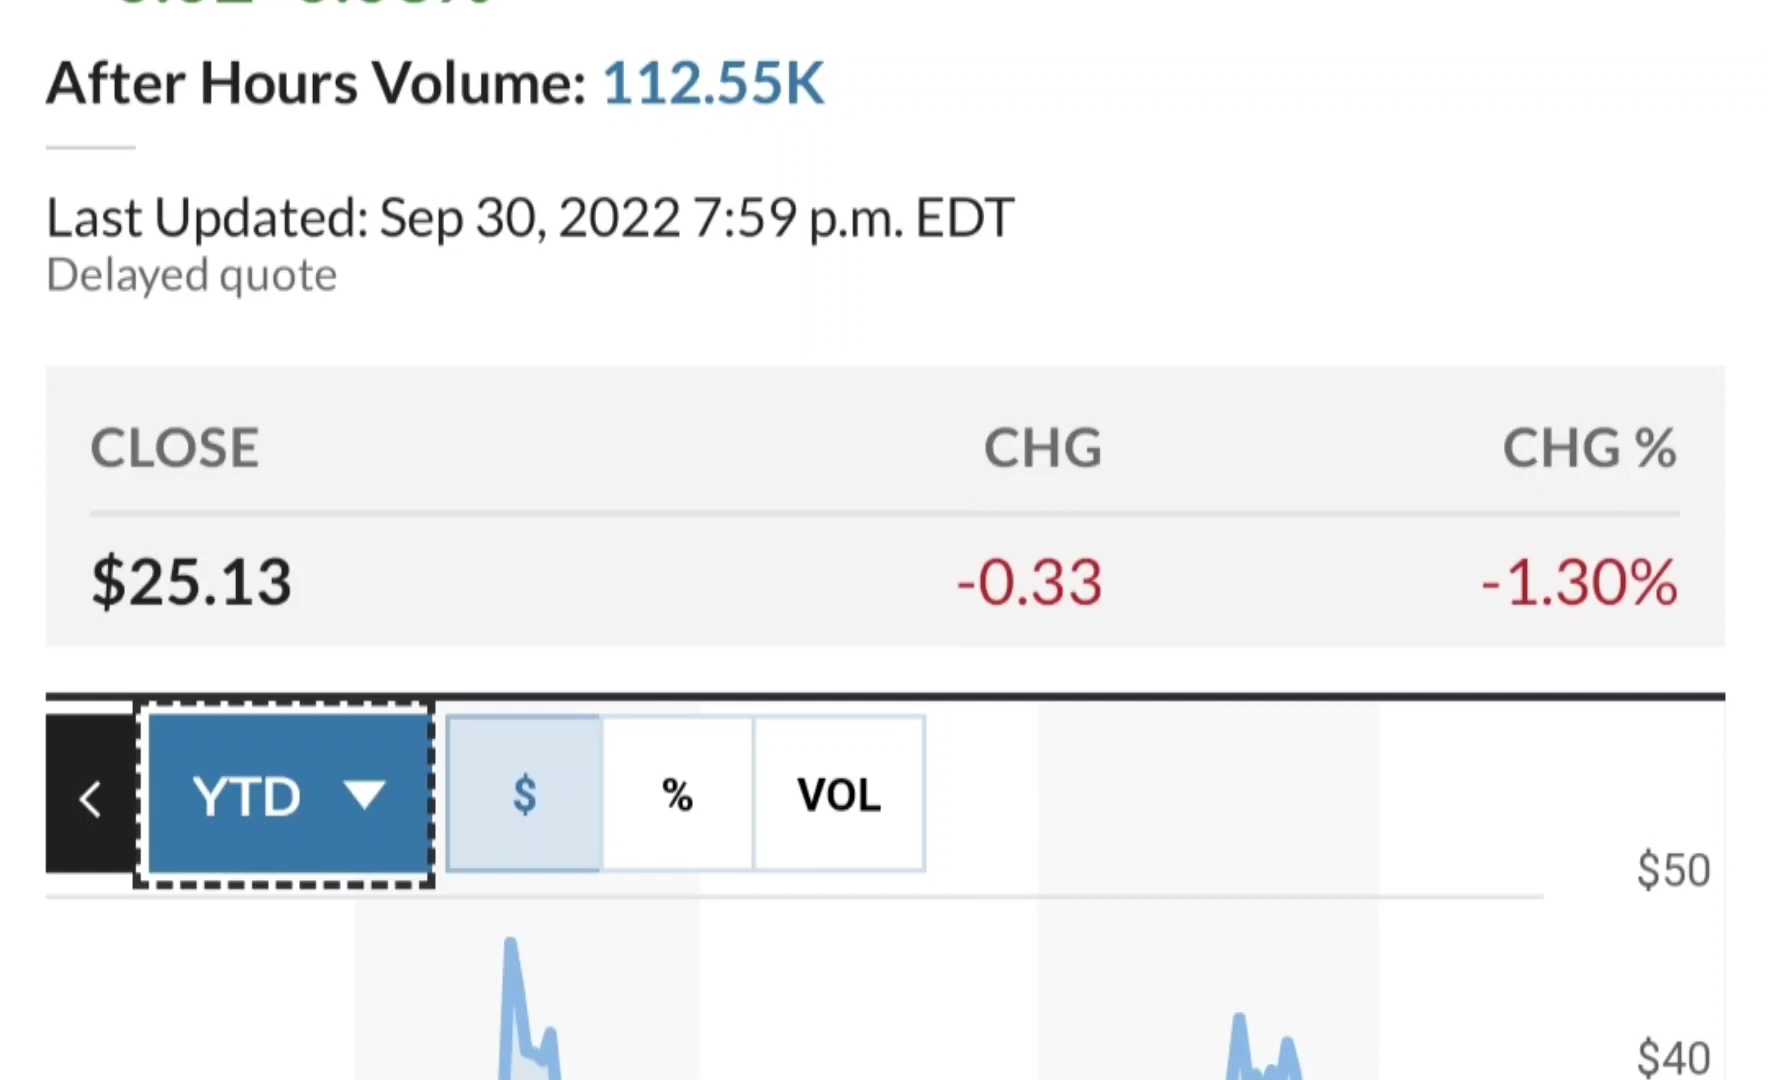 After Hours Volume: 112.55K
Last Updated: Sep 30, 2022 7:59 p.m. EDT
Delayed quote
CLOSE CHG CHG %
$25.13 -0.33 -1.30%
YTD $ % VOL
$50
$40